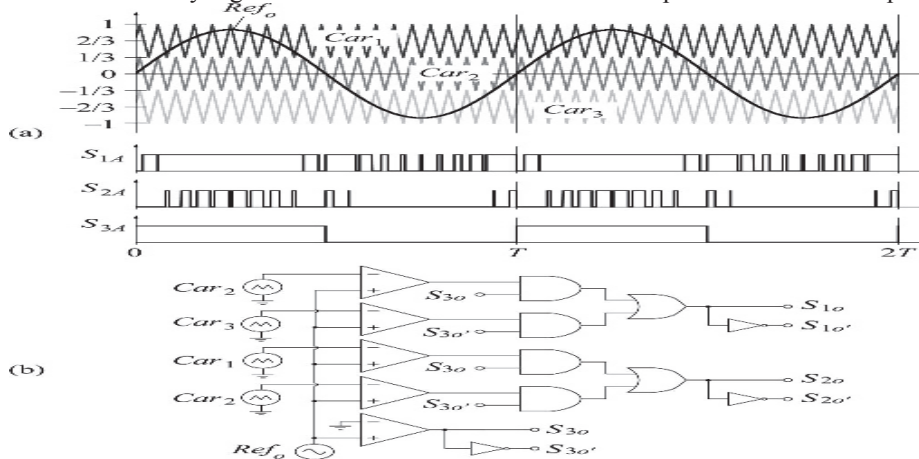 Ref_o
1
Car_1
2/3
1/3
Car_2
0
−1/3
−2/3
Car_3
−1
(a)
S_1A
S_2A
S_3A
0
T
2T
Car_2
S_3o
S_1o
Car_3
S_3o'
S_1o'
(b)
Car_1
S_3o
S_2o
Car_2
S_3o'
S_2o'
S_3o
Ref_o
S_3o'